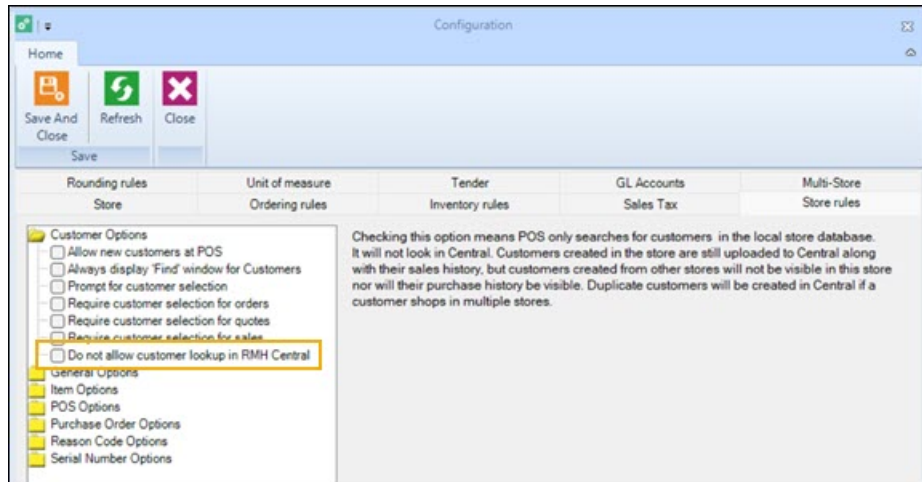 Configuration
Home
Save And
Close
Refresh
Close
Save
Rounding rules
Unit of measure
Tender
GL Accounts
Multi-Store
Store
Ordering rules
Inventory rules
Sales Tax
Store rules
Customer Options
Allow new customers at POS
Always display 'Find' window for Customers
Prompt for customer selection
Require customer selection for orders
Require customer selection for quotes
Require customer selection for sales
Do not allow customer lookup in RMH Central
General Options
Item Options
POS Options
Purchase Order Options
Reason Code Options
Serial Number Options
Checking this option means POS only searches for customers in the local store database.
It will not look in Central. Customers created in the store are still uploaded to Central along
with their sales history, but customers created from other stores will not be visible in this store
nor will their purchase history be visible. Duplicate customers will be created in Central if a
customer shops in multiple stores.